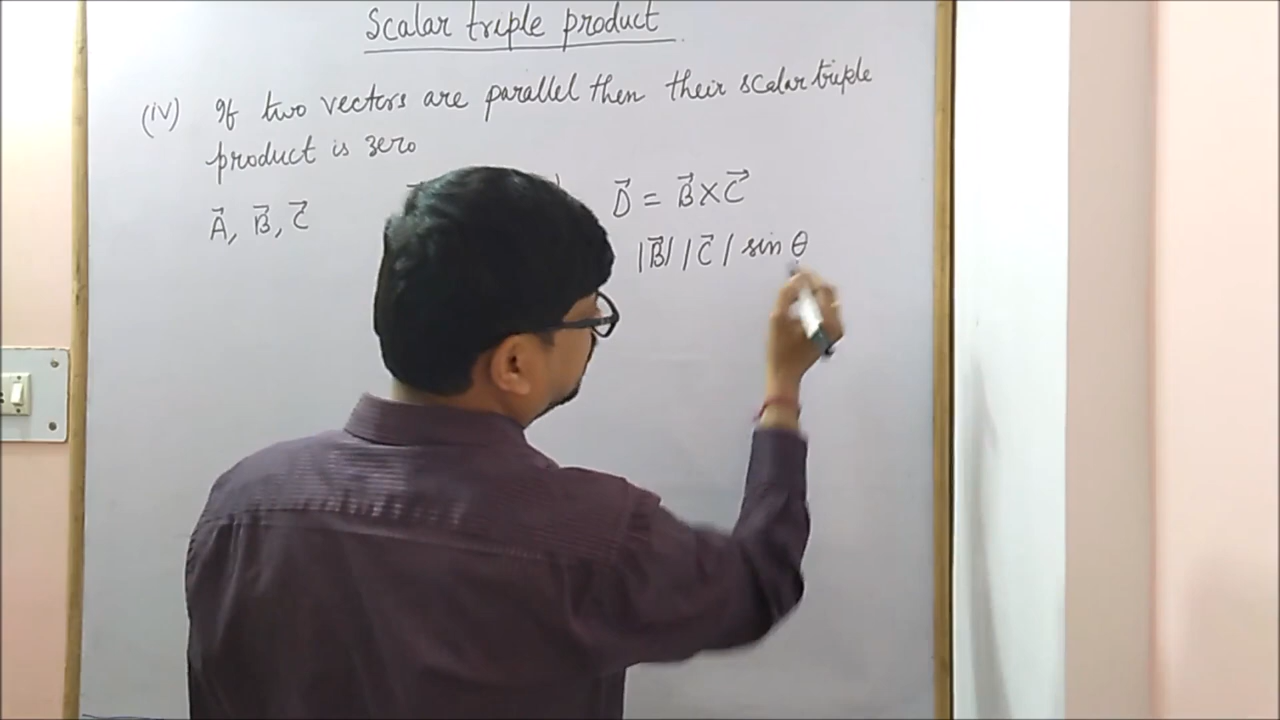 Scalar triple product
(iv) If two vectors are parallel then their scalar triple
product is zero
A⃗, B⃗, C⃗ D⃗ = B⃗ × C⃗
|B⃗| |C⃗| sin θ